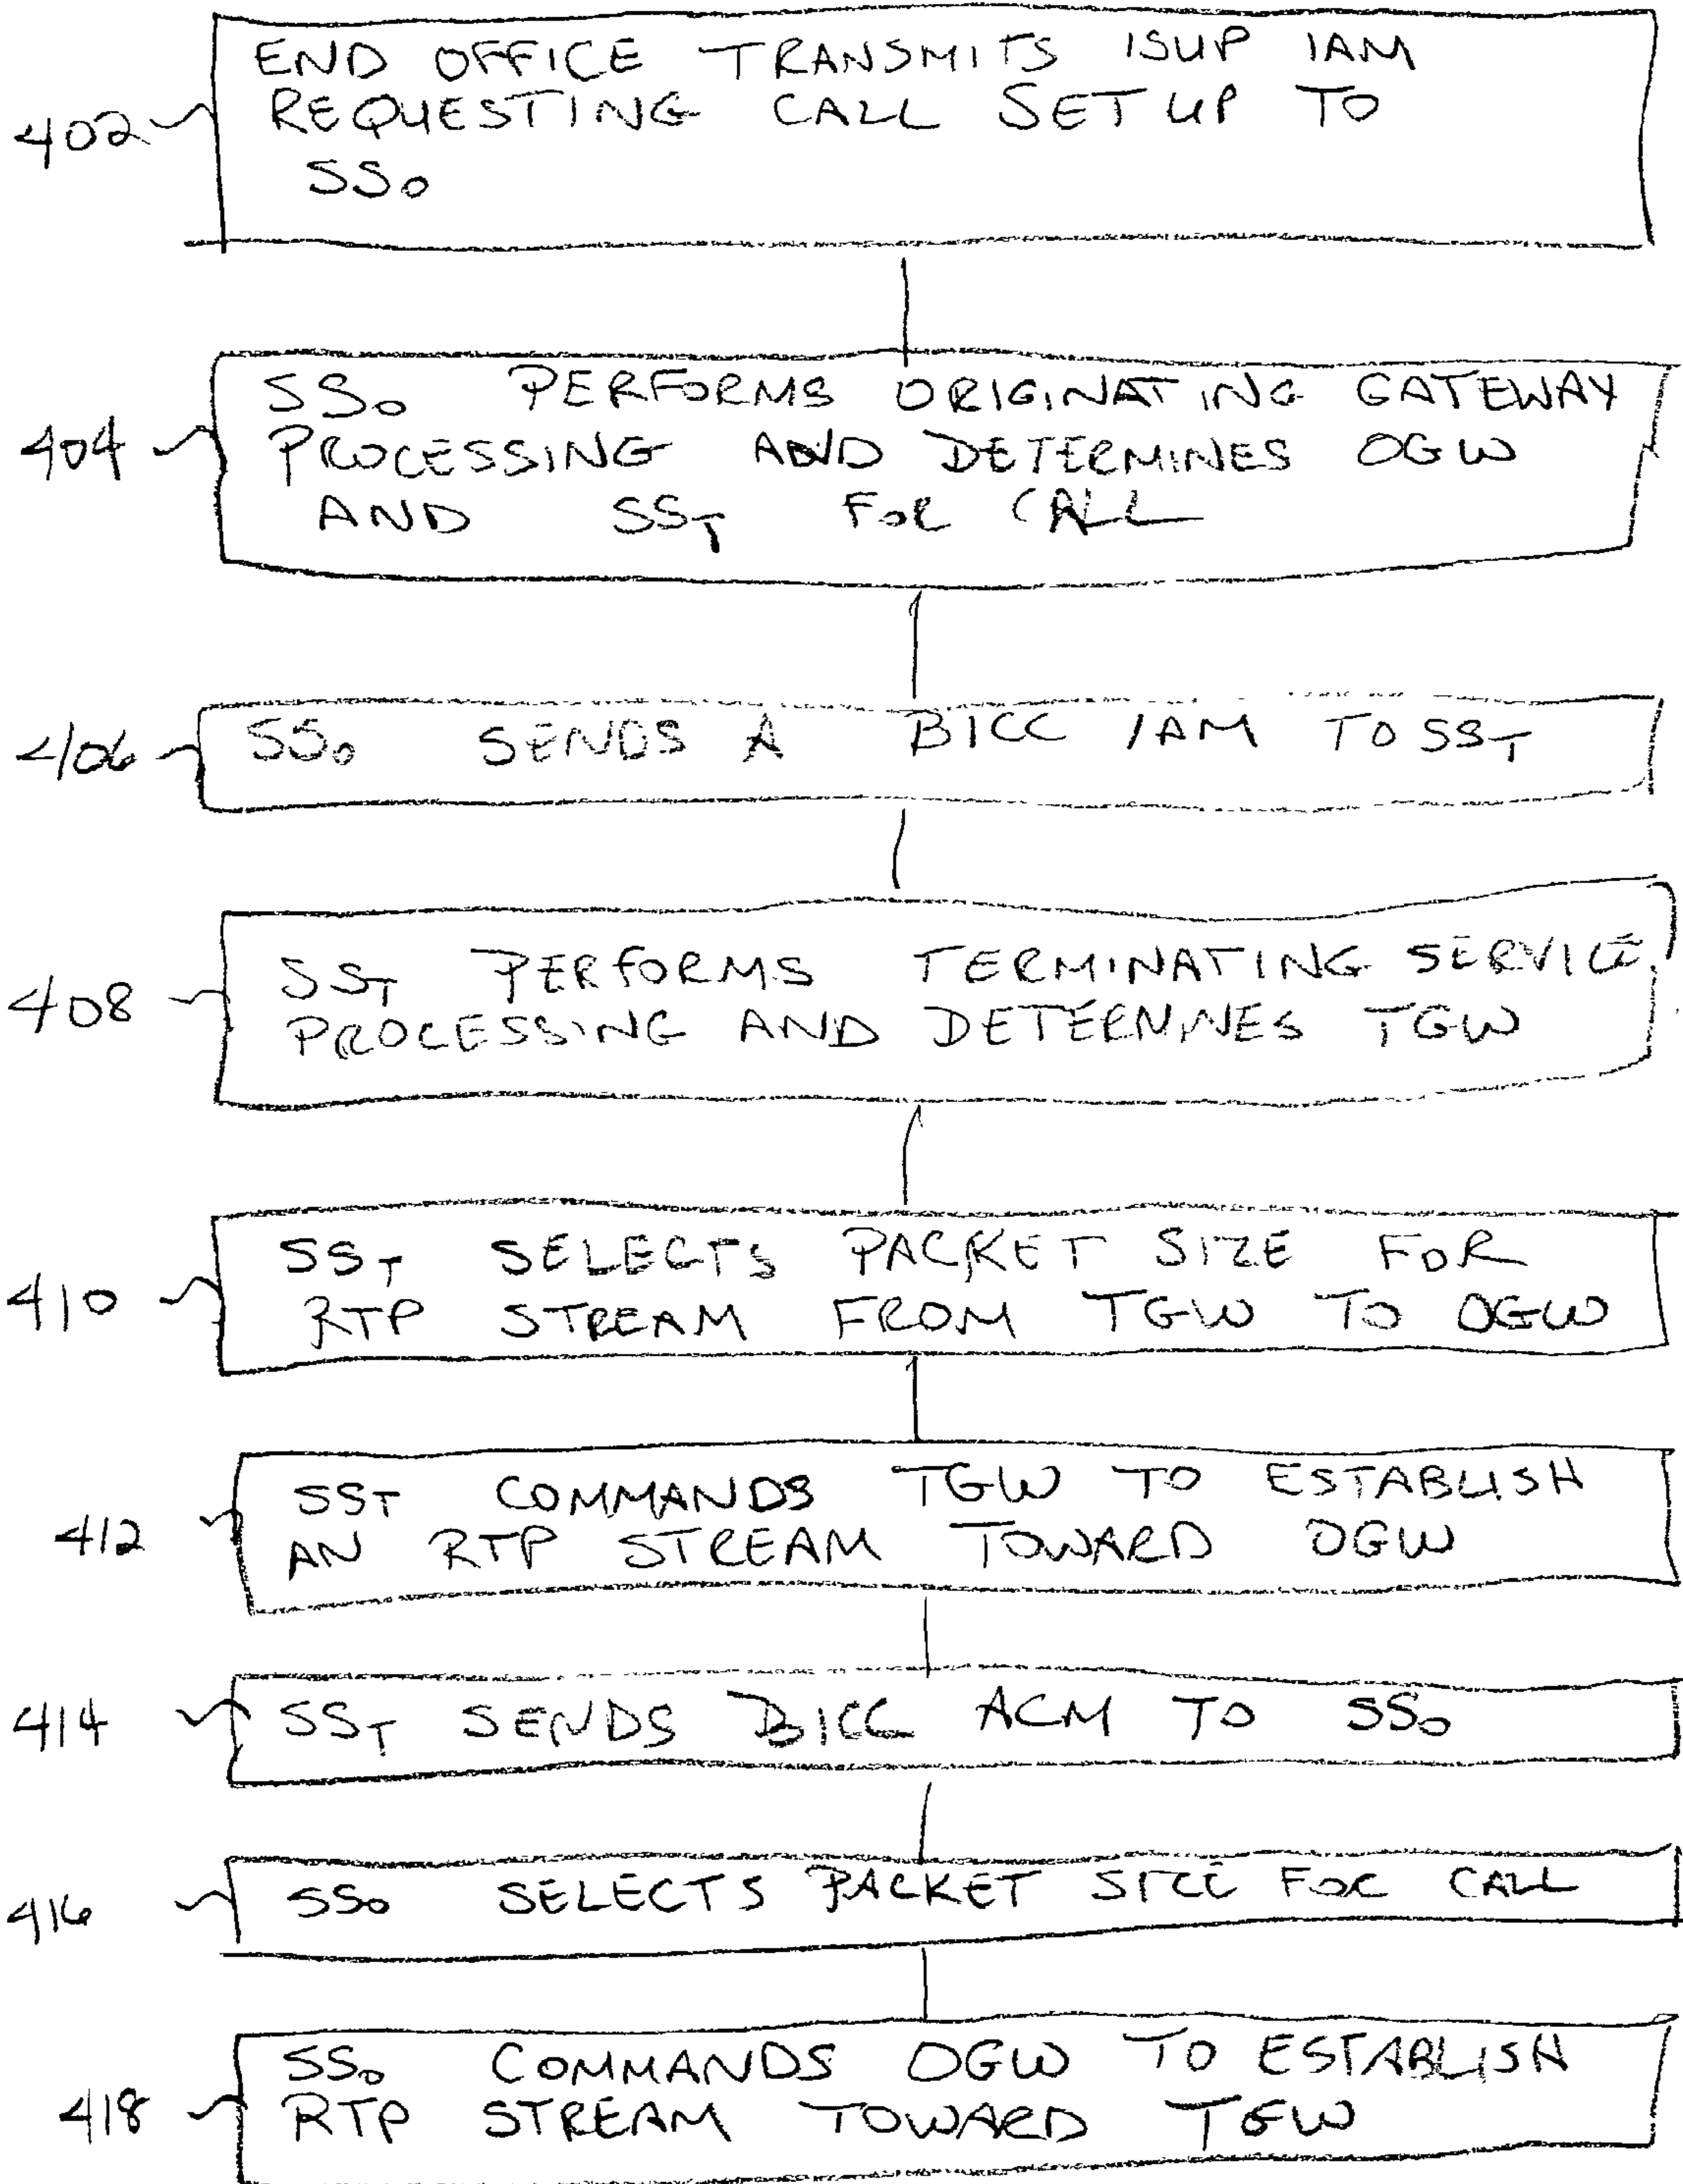 END OFFICE TRANSMITS ISUP IAM
402 REQUESTING CALL SET UP TO
SSO
SSO PERFORMS ORIGINATING GATEWAY
404 PROCESSING AND DETERMINES OGW
AND SST FOR CALL
406 SSO SENDS A BICC IAM TO SST
SST PERFORMS TERMINATING SERVICE
408 PROCESSING AND DETERMINES TGW
SST SELECTS PACKET SIZE FOR
410 RTP STREAM FROM TGW TO OGW
SST COMMANDS TGW TO ESTABLISH
412 AN RTP STREAM TOWARD OGW
414 SST SENDS BICC ACM TO SSO
416 SSO SELECTS PACKET SIZE FOR CALL
SSO COMMANDS OGW TO ESTABLISH
418 RTP STREAM TOWARD TGW